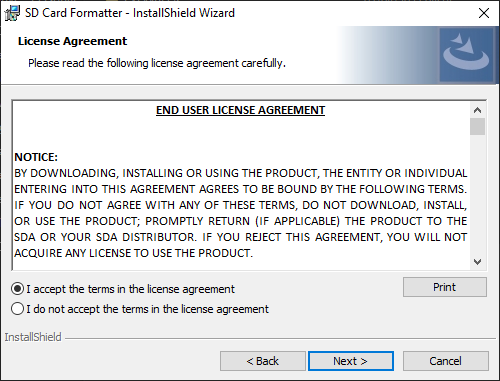 SD Card Formatter - InstallShield Wizard
License Agreement
Please read the following license agreement carefully.
END USER LICENSE AGREEMENT
NOTICE:
BY DOWNLOADING, INSTALLING OR USING THE PRODUCT, THE ENTITY OR INDIVIDUAL
ENTERING INTO THIS AGREEMENT AGREES TO BE BOUND BY THE FOLLOWING TERMS.
IF YOU DO NOT AGREE WITH ANY OF THESE TERMS, DO NOT DOWNLOAD, INSTALL,
OR USE THE PRODUCT; PROMPTLY RETURN (IF APPLICABLE) THE PRODUCT TO THE
SDA OR YOUR SDA DISTRIBUTOR. IF YOU REJECT THIS AGREEMENT, YOU WILL NOT
ACQUIRE ANY LICENSE TO USE THE PRODUCT.
I accept the terms in the license agreement
Print
I do not accept the terms in the license agreement
InstallShield
< Back
Next >
Cancel